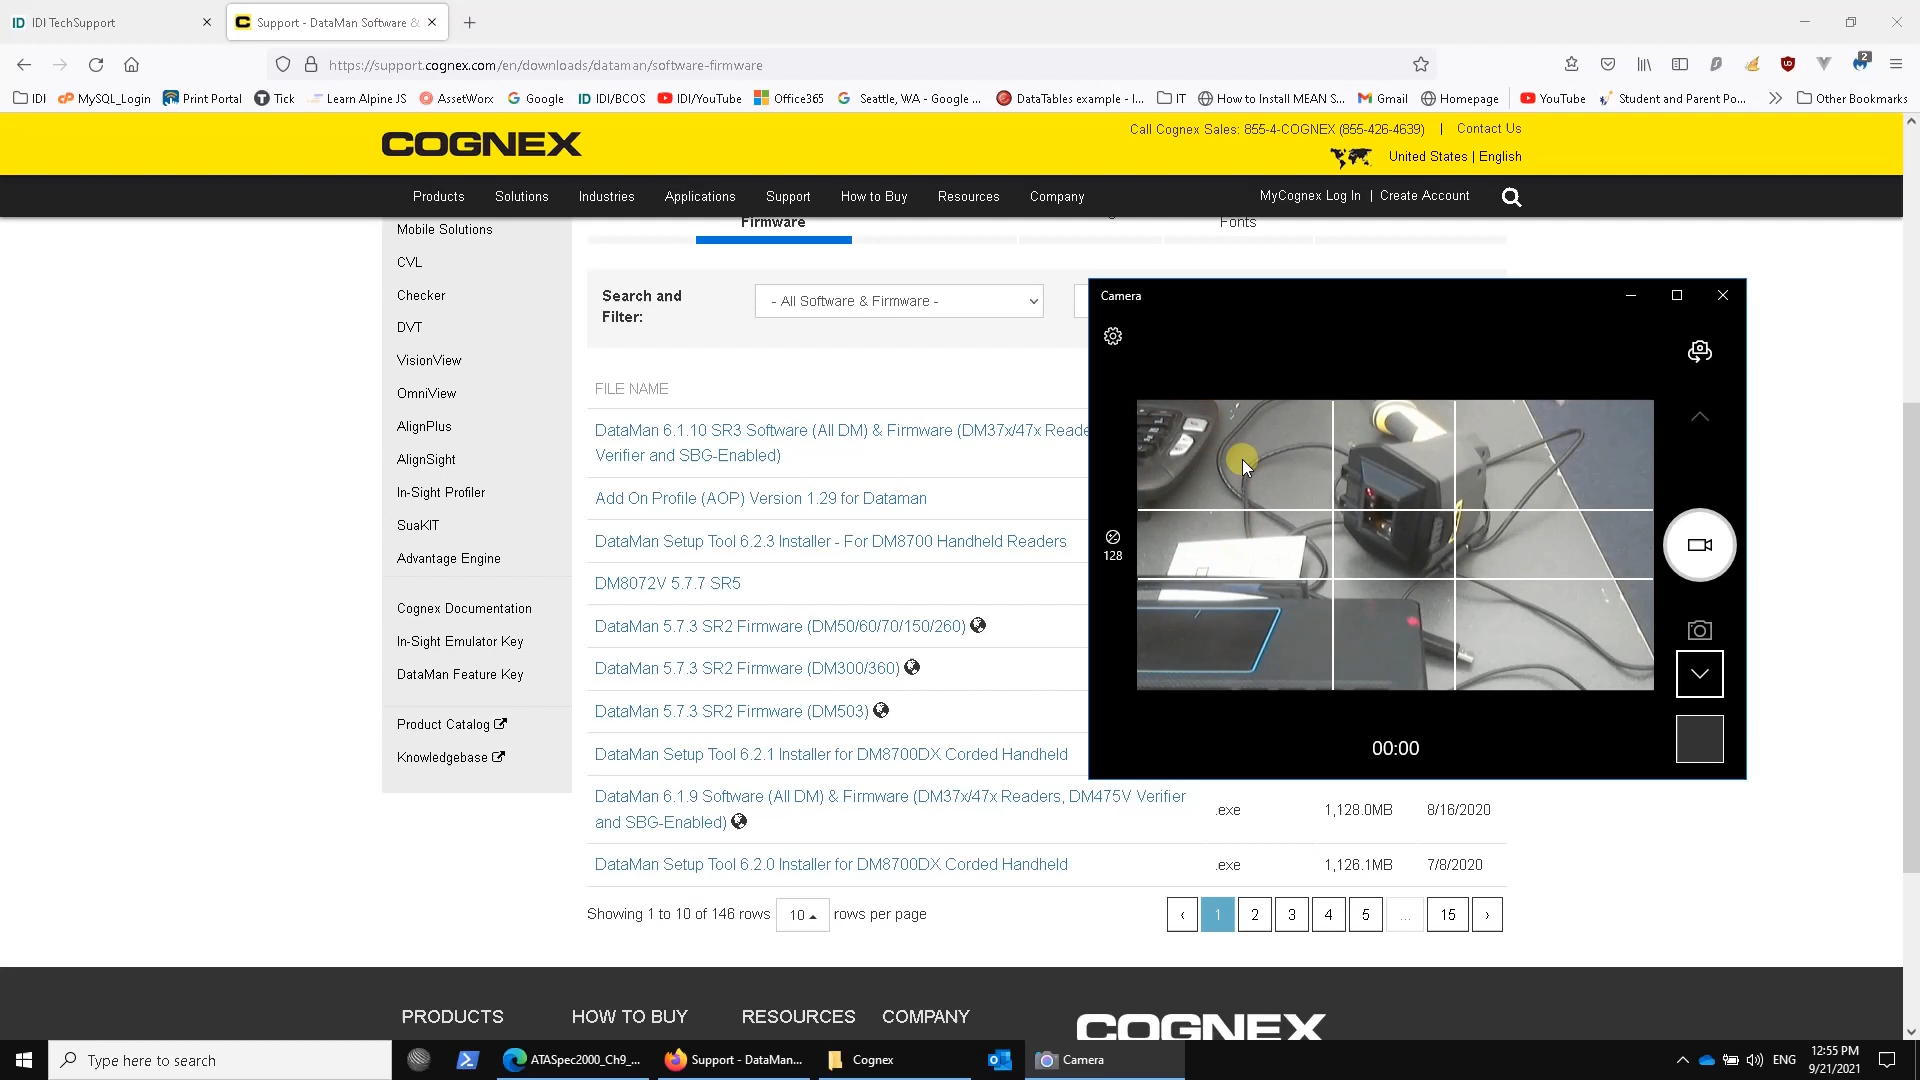 IDI TechSupport
Support - DataMan Software &
https://support.cognex.com/en/downloads/dataman/software-firmware
2
IDI
MySQL_Login
Print Portal
Tick
Learn Alpine JS
AssetWorx
Google
IDI/BCOS
IDI/YouTube
Office365
Seattle, WA - Google ...
DataTables example - I...
IT
How to Install MEAN S...
Gmail
Homepage
YouTube
Student and Parent Po...
Other Bookmarks
COGNEX
Call Cognex Sales: 855-4-COGNEX (855-426-4639) | Contact Us
United States | English
Products Solutions Industries Applications Support How to Buy Resources Company
MyCognex Log In | Create Account
Mobile Solutions
CVL
Checker
DVT
VisionView
OmniView
AlignPlus
AlignSight
In-Sight Profiler
SuaKIT
Advantage Engine
Cognex Documentation
In-Sight Emulator Key
DataMan Feature Key
Product Catalog
Knowledgebase
Firmware
Fonts
Search and
Filter:
- All Software & Firmware -
FILE NAME
DataMan 6.1.10 SR3 Software (All DM) & Firmware (DM37x/47x Reade
Verifier and SBG-Enabled)
Add On Profile (AOP) Version 1.29 for Dataman
DataMan Setup Tool 6.2.3 Installer - For DM8700 Handheld Readers
DM8072V 5.7.7 SR5
DataMan 5.7.3 SR2 Firmware (DM50/60/70/150/260)
DataMan 5.7.3 SR2 Firmware (DM300/360)
DataMan 5.7.3 SR2 Firmware (DM503)
DataMan Setup Tool 6.2.1 Installer for DM8700DX Corded Handheld
DataMan 6.1.9 Software (All DM) & Firmware (DM37x/47x Readers, DM475V Verifier
and SBG-Enabled)
.exe 1,128.0MB 8/16/2020
DataMan Setup Tool 6.2.0 Installer for DM8700DX Corded Handheld
.exe 1,126.1MB 7/8/2020
Showing 1 to 10 of 146 rows 10 rows per page
‹ 1 2 3 4 5 ... 15 ›
Camera
128
00:00
PRODUCTS HOW TO BUY RESOURCES COMPANY
COGNEX
Type here to search
ATASpec2000_Ch9_...
Support - DataMan...
Cognex
Camera
ENG
12:55 PM
9/21/2021